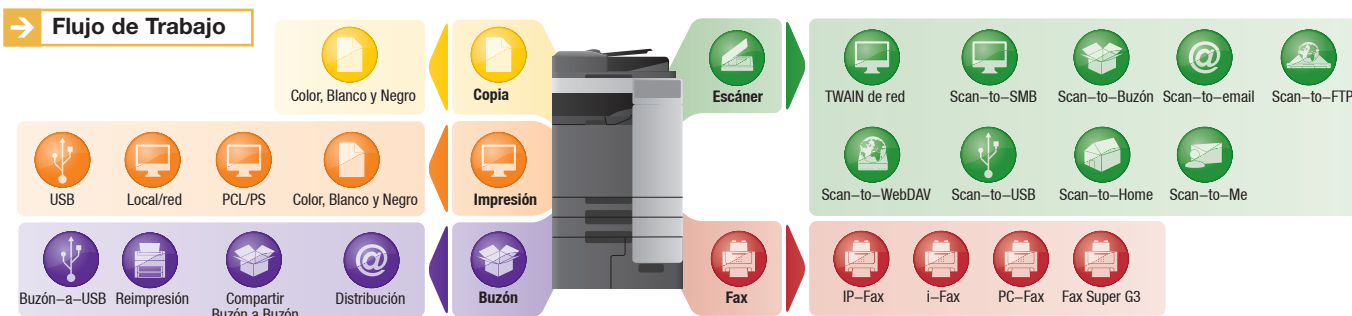 Flujo de Trabajo
Color, Blanco y Negro
Copia
Escáner
TWAIN de red
Scan–to–SMB
Scan–to–Buzón
Scan–to–email
Scan–to–FTP
Scan–to–WebDAV
Scan–to–USB
Scan–to–Home
Scan–to–Me
USB
Local/red
PCL/PS
Color, Blanco y Negro
Impresión
Buzón–a–USB
Reimpresión
Compartir
Buzón a Buzón
Distribución
Buzón
Fax
IP–Fax
i–Fax
PC–Fax
Fax Super G3